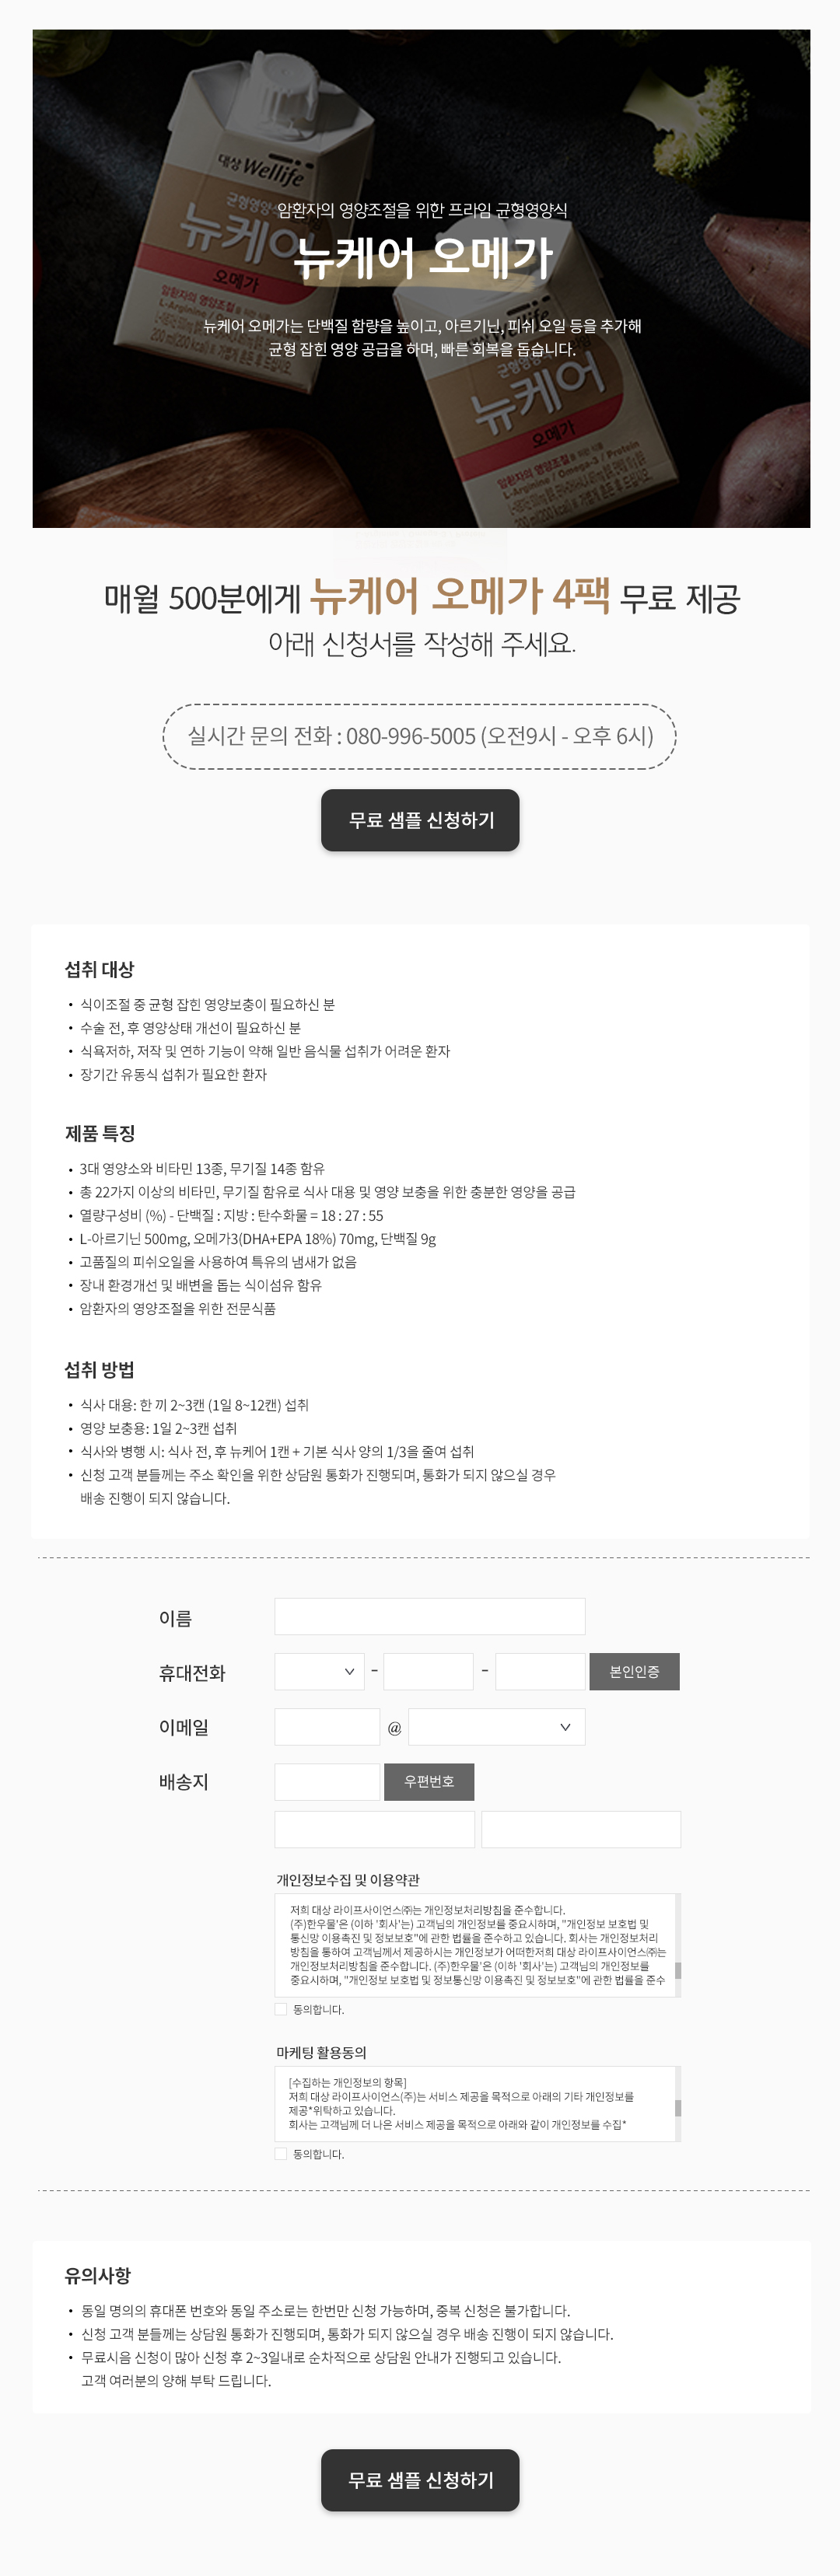 대상 Wellife
균형영양식
뉴케어
오메가
암환자의 영양조절을 위한 프라임 균형영양식
뉴케어 오메가
뉴케어 오메가는 단백질 함량을 높이고, 아르기닌, 피쉬 오일 등을 추가해
균형 잡힌 영양 공급을 하며, 빠른 회복을 돕습니다.
뉴케어
오메가
암환자의 영양조절을 위한 식품
L-Arginine / Omega-3 / Protein
매월 500분에게 뉴케어 오메가 4팩 무료 제공
아래 신청서를 작성해 주세요.
실시간 문의 전화 : 080-996-5005 (오전9시 - 오후 6시)
무료 샘플 신청하기
섭취 대상
• 식이조절 중 균형 잡힌 영양보충이 필요하신 분
• 수술 전, 후 영양상태 개선이 필요하신 분
• 식욕저하, 저작 및 연하 기능이 약해 일반 음식물 섭취가 어려운 환자
• 장기간 유동식 섭취가 필요한 환자
제품 특징
• 3대 영양소와 비타민 13종, 무기질 14종 함유
• 총 22가지 이상의 비타민, 무기질 함유로 식사 대용 및 영양 보충을 위한 충분한 영양을 공급
• 열량구성비 (%) - 단백질 : 지방 : 탄수화물 = 18 : 27 : 55
• L-아르기닌 500mg, 오메가3(DHA+EPA 18%) 70mg, 단백질 9g
• 고품질의 피쉬오일을 사용하여 특유의 냄새가 없음
• 장내 환경개선 및 배변을 돕는 식이섬유 함유
• 암환자의 영양조절을 위한 전문식품
섭취 방법
• 식사 대용: 한 끼 2~3캔 (1일 8~12캔) 섭취
• 영양 보충용: 1일 2~3캔 섭취
• 식사와 병행 시: 식사 전, 후 뉴케어 1캔 + 기본 식사 양의 1/3을 줄여 섭취
• 신청 고객 분들께는 주소 확인을 위한 상담원 통화가 진행되며, 통화가 되지 않으실 경우
배송 진행이 되지 않습니다.
이름
휴대전화 - - 본인인증
이메일 @
배송지 우편번호
개인정보수집 및 이용약관
저희 대상 라이프사이언스㈜는 개인정보처리방침을 준수합니다.
(주)한우물'은 (이하 '회사'는) 고객님의 개인정보를 중요시하며, "개인정보 보호법 및
통신망 이용촉진 및 정보보호"에 관한 법률을 준수하고 있습니다. 회사는 개인정보처리
방침을 통하여 고객님께서 제공하시는 개인정보가 어떠한저희 대상 라이프사이언스㈜는
개인정보처리방침을 준수합니다. (주)한우물'은 (이하 '회사'는) 고객님의 개인정보를
중요시하며, "개인정보 보호법 및 정보통신망 이용촉진 및 정보보호"에 관한 법률을 준수
동의합니다.
마케팅 활용동의
[수집하는 개인정보의 항목]
저희 대상 라이프사이언스(주)는 서비스 제공을 목적으로 아래의 기타 개인정보를
제공*위탁하고 있습니다.
회사는 고객님께 더 나은 서비스 제공을 목적으로 아래와 같이 개인정보를 수집*
동의합니다.
유의사항
• 동일 명의의 휴대폰 번호와 동일 주소로는 한번만 신청 가능하며, 중복 신청은 불가합니다.
• 신청 고객 분들께는 상담원 통화가 진행되며, 통화가 되지 않으실 경우 배송 진행이 되지 않습니다.
• 무료시음 신청이 많아 신청 후 2~3일내로 순차적으로 상담원 안내가 진행되고 있습니다.
고객 여러분의 양해 부탁 드립니다.
무료 샘플 신청하기